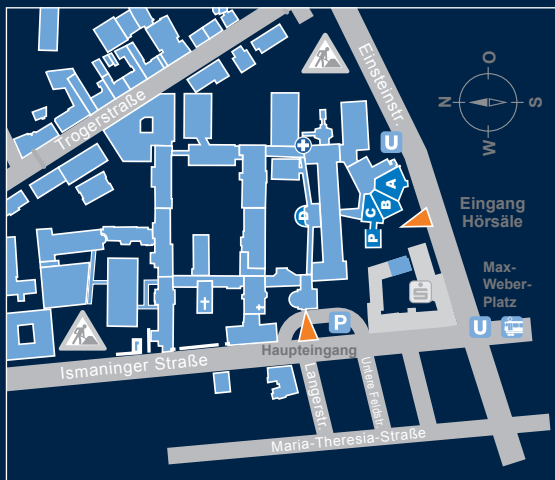 Trogerstraße
Einsteinstr.
O
N
S
W
U
A
B
C
P
D
Eingang
Hörsäle
Max-
Weber-
Platz
U
P
Haupteingang
Ismaninger Straße
Langerstr.
Untere Feldstr.
Maria-Theresia-Straße